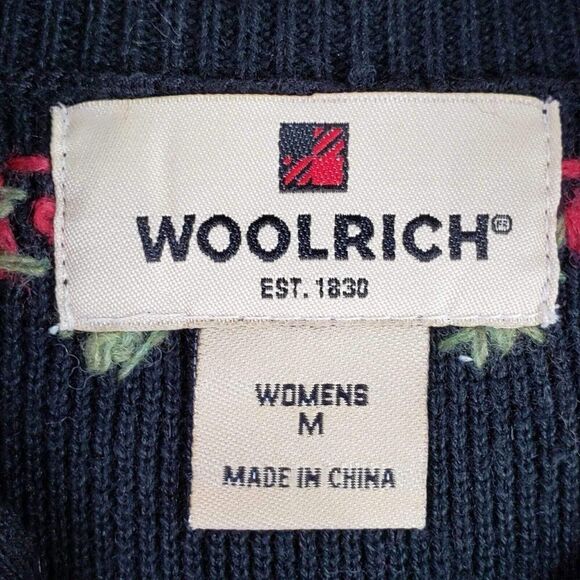 WOOLRICH®
EST. 1830
WOMENS
M
MADE IN CHINA